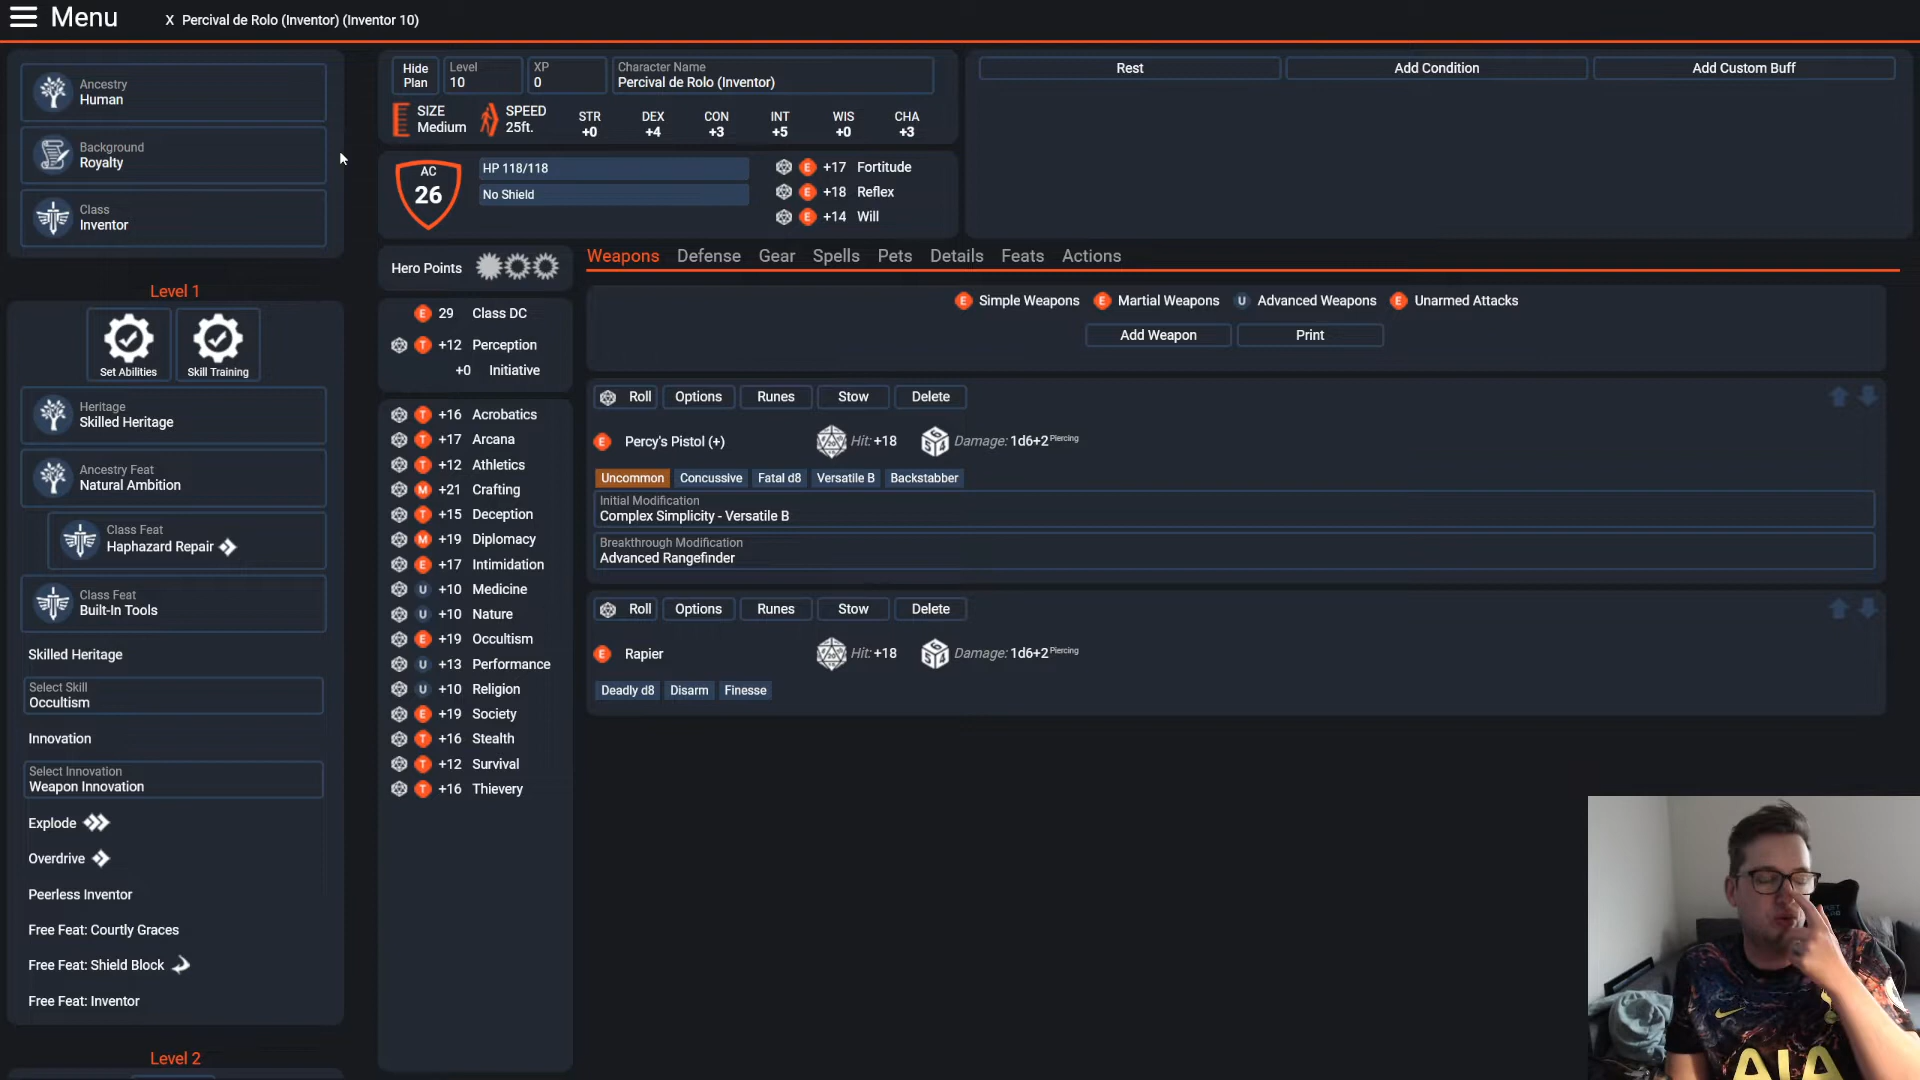 Menu
X Percival de Rolo (Inventor) (Inventor 10)
Ancestry
Human
Background
Royalty
Class
Inventor
Level 1
Set Abilities
Skill Training
Heritage
Skilled Heritage
Ancestry Feat
Natural Ambition
Class Feat
Haphazard Repair
Class Feat
Built-In Tools
Skilled Heritage
Select Skill
Occultism
Innovation
Select Innovation
Weapon Innovation
Explode
Overdrive
Peerless Inventor
Free Feat: Courtly Graces
Free Feat: Shield Block
Free Feat: Inventor
Level 2
Hide Plan
Level
10
XP
0
Character Name
Percival de Rolo (Inventor)
SIZE
Medium
SPEED
25ft.
STR
+0
DEX
+4
CON
+3
INT
+5
WIS
+0
CHA
+3
AC
26
HP 118/118
No Shield
E +17 Fortitude
E +18 Reflex
E +14 Will
Rest
Add Condition
Add Custom Buff
Hero Points
E 29 Class DC
T +12 Perception
+0 Initiative
T +16 Acrobatics
T +17 Arcana
T +12 Athletics
M +21 Crafting
T +15 Deception
M +19 Diplomacy
E +17 Intimidation
U +10 Medicine
U +10 Nature
E +19 Occultism
U +13 Performance
U +10 Religion
E +19 Society
T +16 Stealth
T +12 Survival
T +16 Thievery
Weapons Defense Gear Spells Pets Details Feats Actions
E Simple Weapons E Martial Weapons U Advanced Weapons E Unarmed Attacks
Add Weapon Print
Roll Options Runes Stow Delete
E Percy's Pistol (+) Hit: +18 Damage: 1d6+2 Piercing
Uncommon Concussive Fatal d8 Versatile B Backstabber
Initial Modification
Complex Simplicity - Versatile B
Breakthrough Modification
Advanced Rangefinder
Roll Options Runes Stow Delete
E Rapier Hit: +18 Damage: 1d6+2 Piercing
Deadly d8 Disarm Finesse
AIA